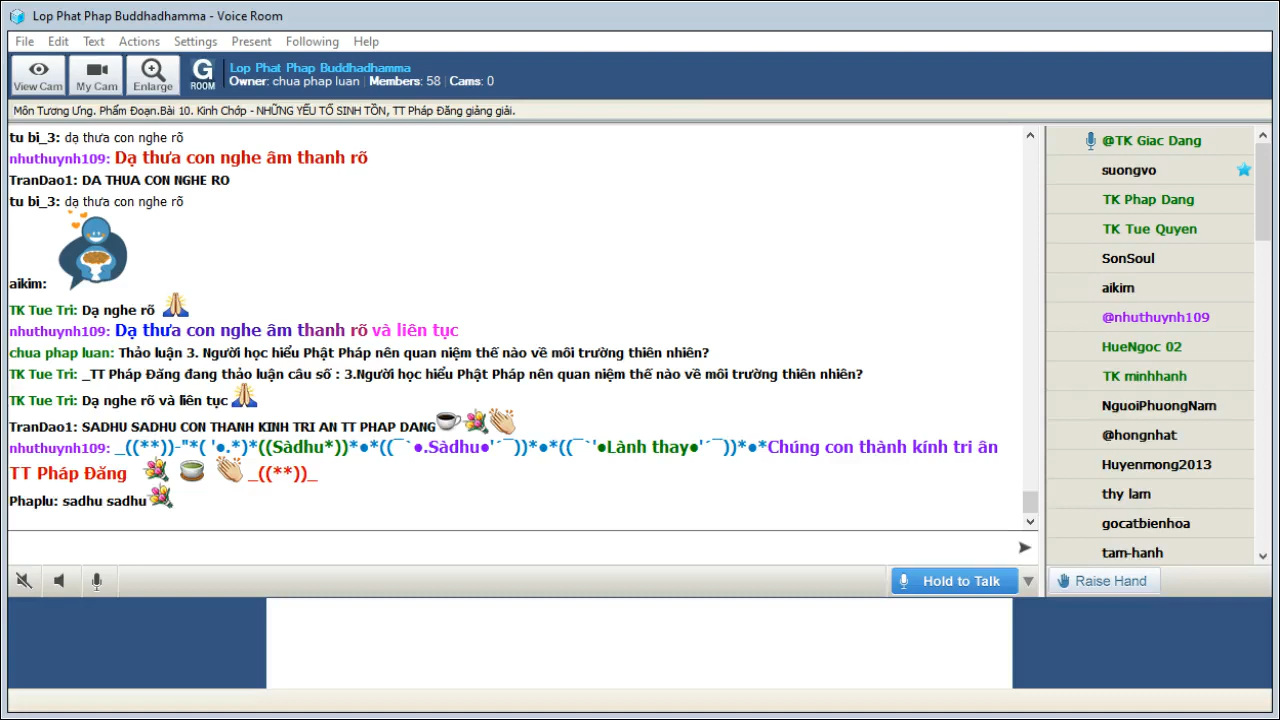 Lop Phat Phap Buddhadhamma - Voice Room
File Edit Text Actions Settings Present Following Help
View Cam My Cam Enlarge G ROOM
Lop Phat Phap Buddhadhamma
Owner: chua phap luan | Members: 58 | Cams: 0
Môn Tương Ưng. Phẩm Đoạn.Bài 10. Kinh Chớp - NHỮNG YẾU TỐ SINH TỒN, TT Pháp Đăng giảng giải.
tu bi_3: dạ thưa con nghe rõ
nhuthuynh109: Dạ thưa con nghe âm thanh rõ
TranDao1: DA THUA CON NGHE RO
tu bi_3: dạ thưa con nghe rõ
aikim:
TK Tue Tri: Dạ nghe rõ
nhuthuynh109: Dạ thưa con nghe âm thanh rõ và liên tục
chua phap luan: Thảo luận 3. Người học hiểu Phật Pháp nên quan niệm thế nào về môi trường thiên nhiên?
TK Tue Tri: _TT Pháp Đăng đang thảo luận câu số : 3.Người học hiểu Phật Pháp nên quan niệm thế nào về môi trường thiên nhiên?
TK Tue Tri: Dạ nghe rõ và liên tục
TranDao1: SADHU SADHU CON THANH KINH TRI AN TT PHAP DANG
nhuthuynh109: _((**))-"*( '●.*)*((Sàdhu*))*●*((¯`●.Sàdhu●'´¯))*●*((¯`'●Lành thay●'´¯))*●*Chúng con thành kính tri ân
TT Pháp Đăng _((**))_
Phaplu: sadhu sadhu
@TK Giac Dang
suongvo
TK Phap Dang
TK Tue Quyen
SonSoul
aikim
@nhuthuynh109
HueNgoc 02
TK minhhanh
NguoiPhuongNam
@hongnhat
Huyenmong2013
thy lam
gocatbienhoa
tam-hanh
Hold to Talk
Raise Hand